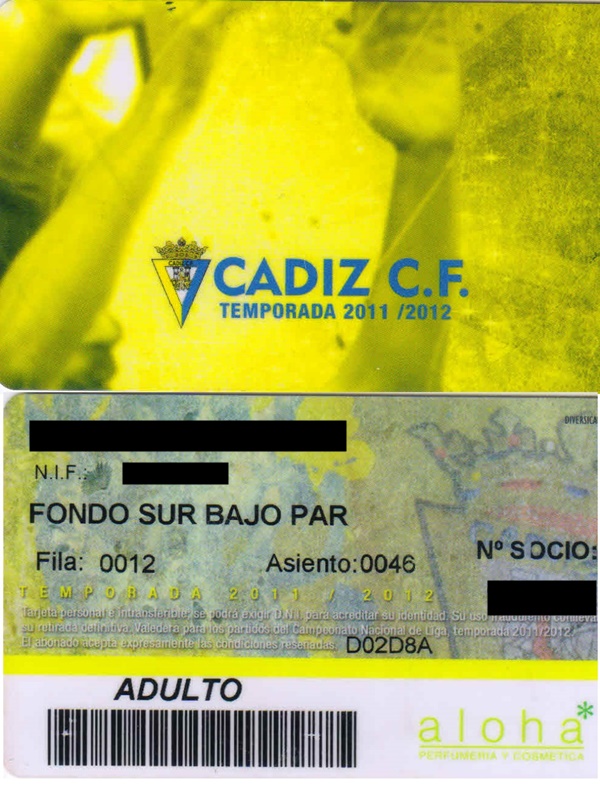 CADIZ C.F.
TEMPORADA 2011 /2012
DIVERSICA
N.I.F.:
FONDO SUR BAJO PAR
Fila: 0012 Asiento:0046 Nº SOCIO:
TEMPORADA 2011 / 2012
Tarjeta personal e intransferible, se podrá exigir D.N.I. para acreditar su identidad. Su uso fraudulento conlleva
su retirada definitiva. Valedera para los partidos del Campeonato Nacional de Liga, temporada 2011/2012.
El abonado acepta expresamente las condiciones reseñadas. D02D8A
ADULTO
aloha*
PERFUMERIA Y COSMETICA